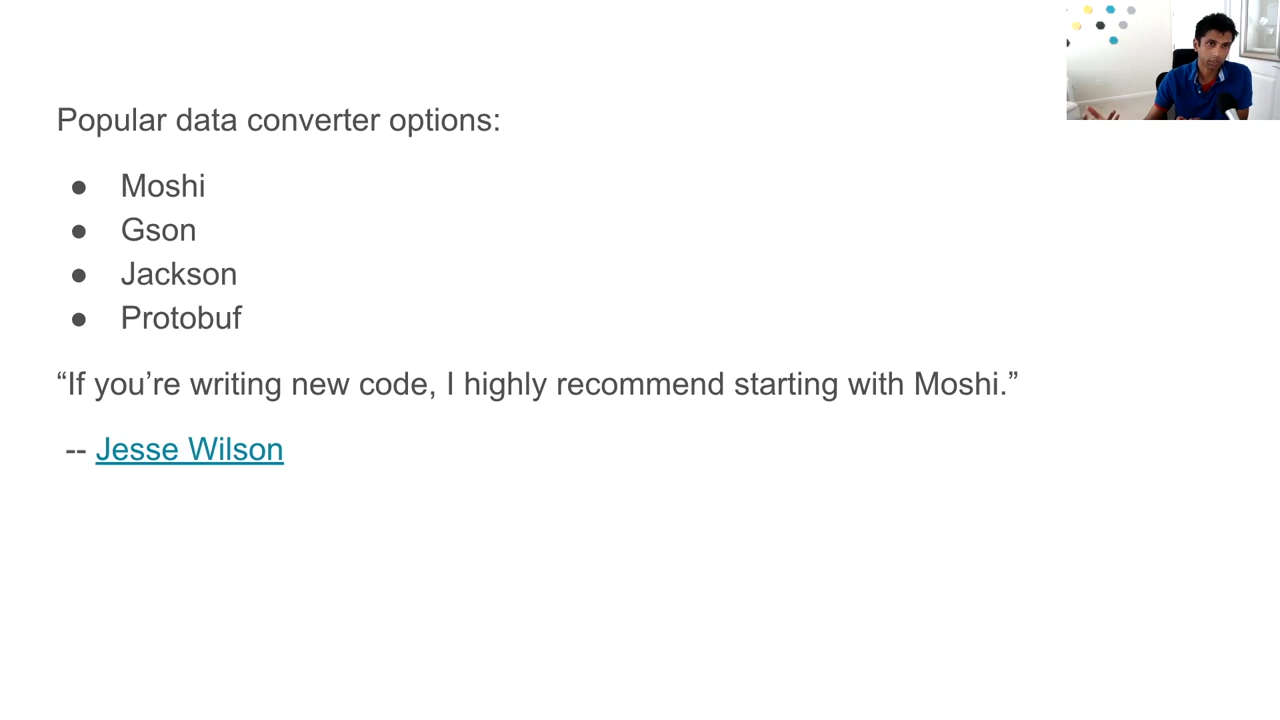 Popular data converter options:
● Moshi
● Gson
● Jackson
● Protobuf
“If you’re writing new code, I highly recommend starting with Moshi.”
-- Jesse Wilson